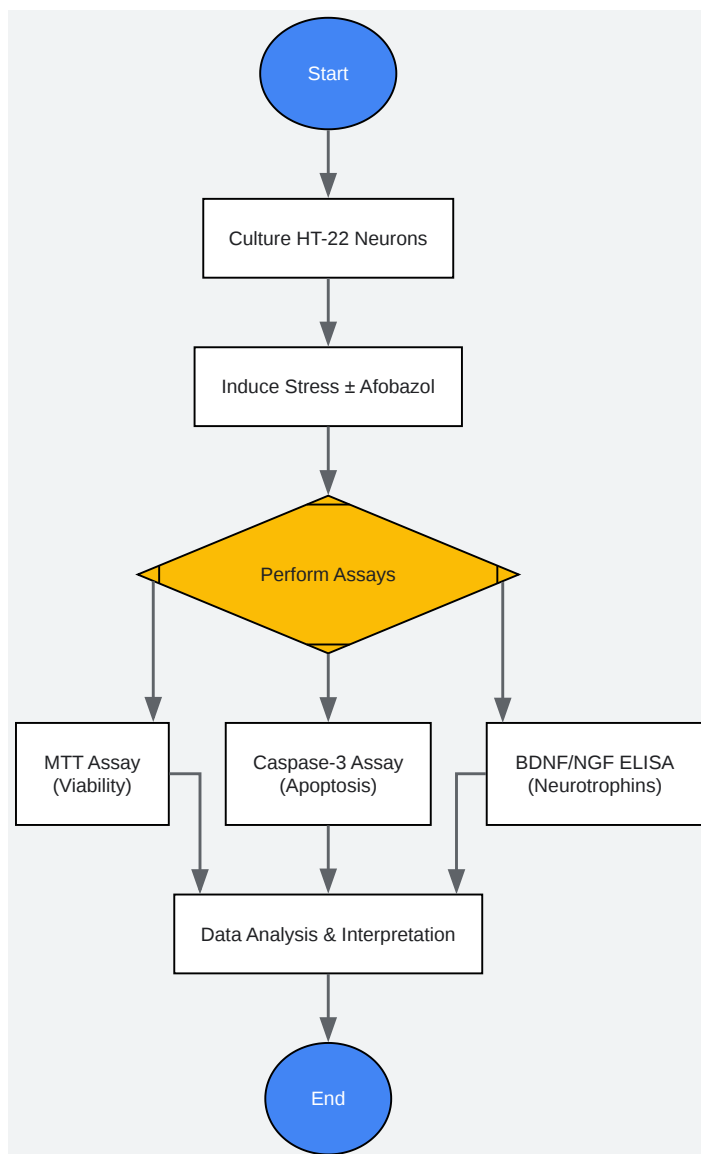 Start
Culture HT-22 Neurons
Induce Stress ± Afobazol
Perform Assays
MTT Assay
(Viability)
Caspase-3 Assay
(Apoptosis)
BDNF/NGF ELISA
(Neurotrophins)
Data Analysis & Interpretation
End